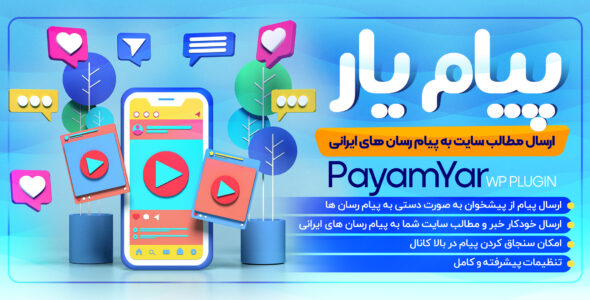 پیام یار
ارسال مطالب سایت به پیام رسان های ایرانی
PayamYar WP PLUGIN
ارسال پیام از پیشخوان به صورت دستی به پیام رسان ها
ارسال خودکار خبر و مطالب سایت شما به پیام رسان های ایرانی
امکان سنجاق کردن پیام در بالا کانال
تنظیمات پیشرفته و کامل